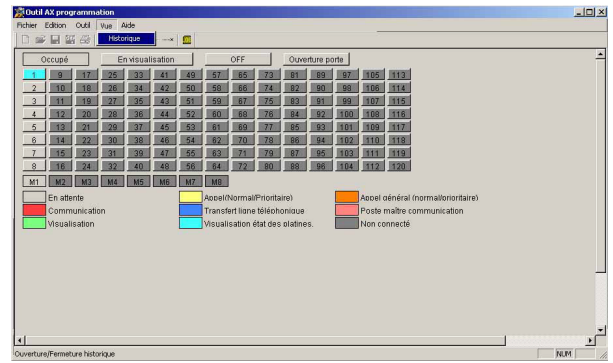 Outil AX programmation
Fichier Edition Outil Vue Aide
Historique
Occupé En visualisation OFF Ouverture porte
1 9 17 25 33 41 49 57 65 73 81 89 97 105 113
2 10 18 26 34 42 50 58 66 74 82 90 98 106 114
3 11 19 27 35 43 51 59 67 75 83 91 99 107 115
4 12 20 28 36 44 52 60 68 76 84 92 100 108 116
5 13 21 29 37 45 53 61 69 77 85 93 101 109 117
6 14 22 30 38 46 54 62 70 78 86 94 102 110 118
7 15 23 31 39 47 55 63 71 79 87 95 103 111 119
8 16 24 32 40 48 56 64 72 80 88 96 104 112 120
M1 M2 M3 M4 M5 M6 M7 M8
En attente Appel(Normal/Prioritaire) Appel général (normal/prioritaire)
Communication Transfert ligne téléphonique Poste maître communication
Visualisation Visualisation état des platines. Non connecté
Ouverture/Fermeture historique NUM